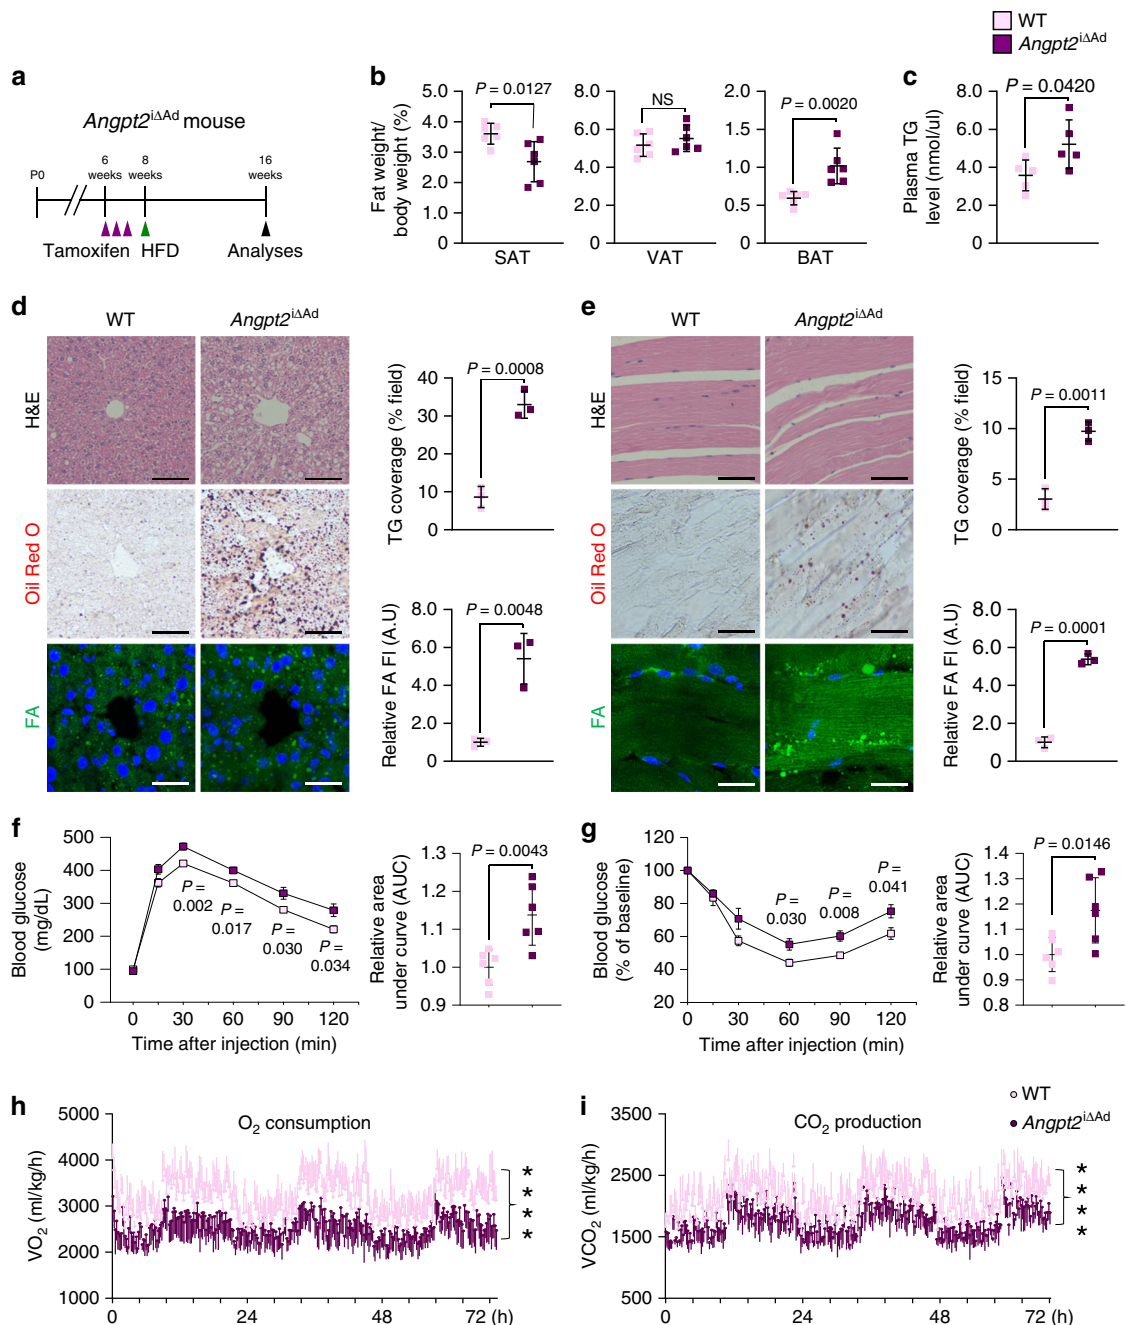 WT
Angpt2iΔAd
a
Angpt2iΔAd mouse
P0
6 weeks
8 weeks
16 weeks
Tamoxifen
HFD
Analyses
b
Fat weight/
body weight (%)
5.0
4.0
3.0
2.0
1.0
0
P = 0.0127
SAT
8.0
6.0
4.0
2.0
0
NS
VAT
2.0
1.5
1.0
0.5
0
P = 0.0020
BAT
c
Plasma TG
level (nmol/ul)
8.0
6.0
4.0
2.0
0
P = 0.0420
d
WT
Angpt2iΔAd
H&E
Oil Red O
FA
TG coverage (% field)
40
30
20
10
0
P = 0.0008
Relative FA FI (A.U)
8.0
6.0
4.0
2.0
0
P = 0.0048
e
WT
Angpt2iΔAd
H&E
Oil Red O
FA
TG coverage (% field)
15
10
5
0
P = 0.0011
Relative FA FI (A.U)
8.0
6.0
4.0
2.0
0
P = 0.0001
f
Blood glucose
(mg/dL)
500
400
300
200
100
0
P =
0.002
P =
0.017
P =
0.030
P =
0.034
0 30 60 90 120
Time after injection (min)
Relative area
under curve (AUC)
1.3
1.2
1.1
1.0
0.9
P = 0.0043
g
Blood glucose
(% of baseline)
120
100
80
60
40
20
P =
0.030
P =
0.008
P =
0.041
0 30 60 90 120
Time after injection (min)
Relative area
under curve (AUC)
1.4
1.3
1.2
1.1
1.0
0.9
0.8
P = 0.0146
h
O2 consumption
VO2 (ml/kg/h)
5000
4000
3000
2000
1000
****
0 24 48 72 (h)
i
CO2 production
WT
Angpt2iΔAd
VCO2 (ml/kg/h)
3500
2500
1500
500
****
0 24 48 72 (h)